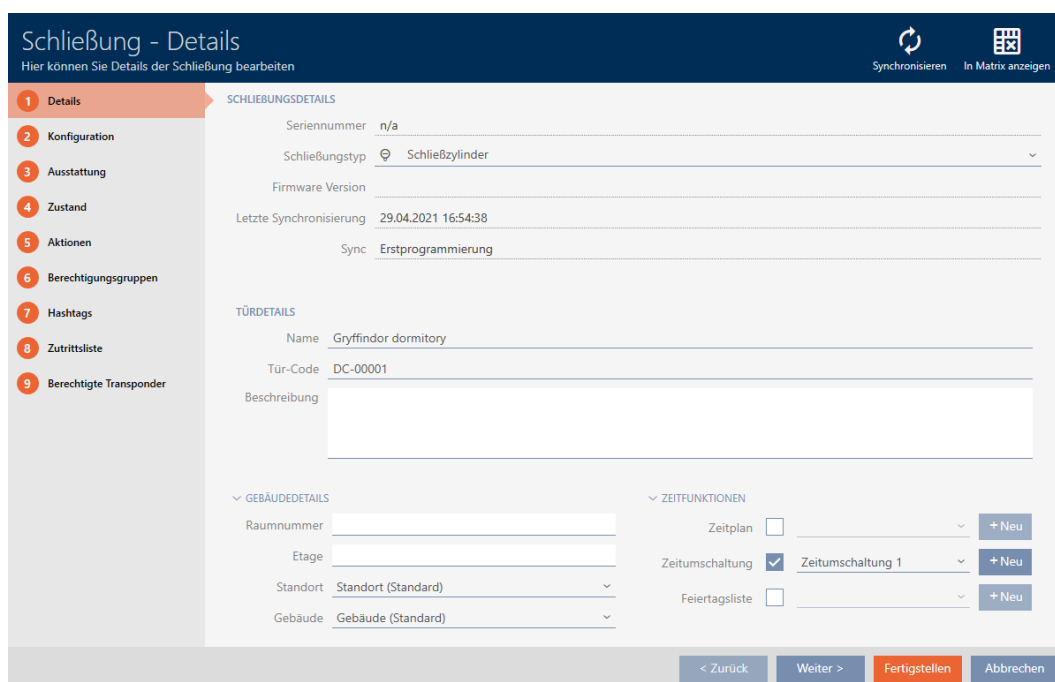 Schließung - Details
Hier können Sie Details der Schließung bearbeiten
Synchronisieren
In Matrix anzeigen
1 Details
2 Konfiguration
3 Ausstattung
4 Zustand
5 Aktionen
6 Berechtigungsgruppen
7 Hashtags
8 Zutrittsliste
9 Berechtigte Transponder
SCHLIEßUNGSDETAILS
Seriennummer n/a
Schließungstyp Schließzylinder
Firmware Version
Letzte Synchronisierung 29.04.2021 16:54:38
Sync Erstprogrammierung
TÜRDETAILS
Name Gryffindor dormitory
Tür-Code DC-00001
Beschreibung
GEBÄUDEDETAILS
Raumnummer
Etage
Standort Standort (Standard)
Gebäude Gebäude (Standard)
ZEITFUNKTIONEN
Zeitplan + Neu
Zeitumschaltung Zeitumschaltung 1 + Neu
Feiertagsliste + Neu
< Zurück Weiter > Fertigstellen Abbrechen